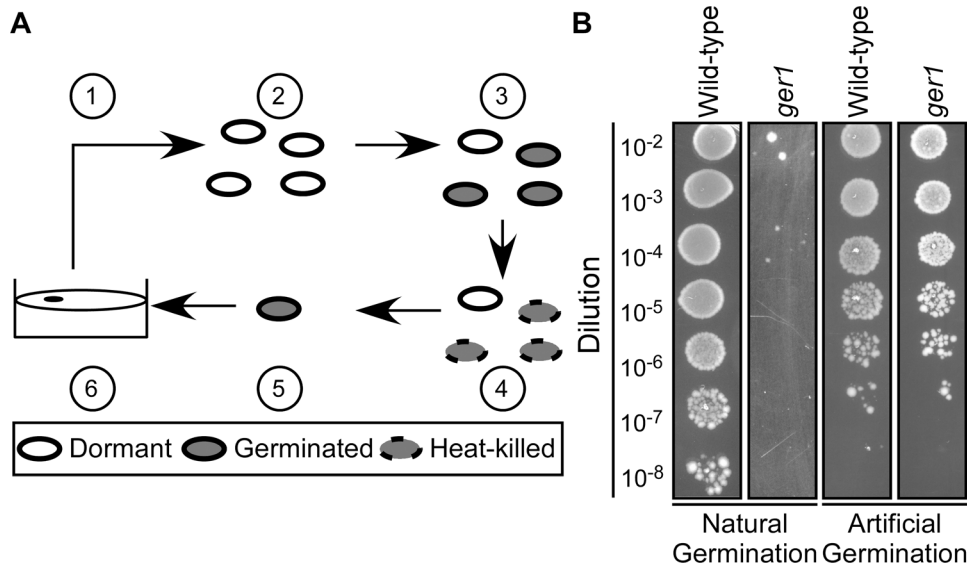 A
1
2
3
6
5
4
Dormant Germinated Heat-killed
B
Wild-type
ger1
Wild-type
ger1
Dilution
10-2
10-3
10-4
10-5
10-6
10-7
10-8
Natural Artificial
Germination Germination